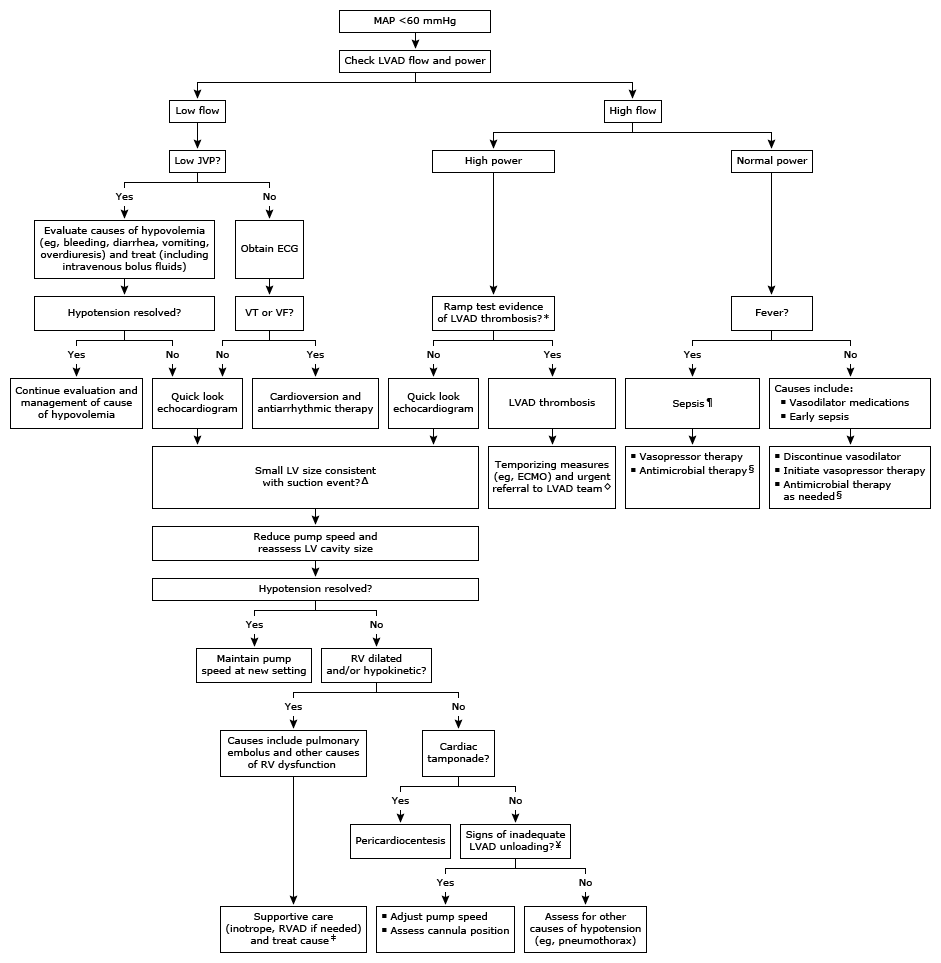 MAP <60 mmHg
Check LVAD flow and power
Low flow
High flow
Low JVP?
High power
Normal power
Yes
No
Evaluate causes of hypovolemia
(eg, bleeding, diarrhea, vomiting,
overdiuresis) and treat (including
intravenous bolus fluids)
Obtain ECG
Hypotension resolved?
VT or VF?
Ramp test evidence
of LVAD thrombosis?*
Fever?
Yes
No
No
Yes
No
Yes
Yes
No
Continue evaluation and
management of cause
of hypovolemia
Quick look
echocardiogram
Cardioversion and
antiarrhythmic therapy
Quick look
echocardiogram
LVAD thrombosis
Sepsis¶
Causes include:
▪ Vasodilator medications
▪ Early sepsis
Small LV size consistent
with suction event?Δ
Temporizing measures
(eg, ECMO) and urgent
referral to LVAD team◇
▪ Vasopressor therapy
▪ Antimicrobial therapy§
▪ Discontinue vasodilator
▪ Initiate vasopressor therapy
▪ Antimicrobial therapy
as needed§
Reduce pump speed and
reassess LV cavity size
Hypotension resolved?
Yes
No
Maintain pump
speed at new setting
RV dilated
and/or hypokinetic?
Yes
No
Causes include pulmonary
embolus and other causes
of RV dysfunction
Cardiac
tamponade?
Yes
No
Pericardiocentesis
Signs of inadequate
LVAD unloading?¥
Yes
No
Supportive care
(inotrope, RVAD if needed)
and treat cause‡
▪ Adjust pump speed
▪ Assess cannula position
Assess for other
causes of hypotension
(eg, pneumothorax)